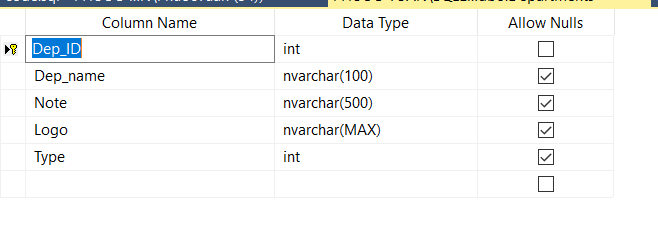 Column Name Data Type Allow Nulls
Dep_ID int
Dep_name nvarchar(100)
Note nvarchar(500)
Logo nvarchar(MAX)
Type int